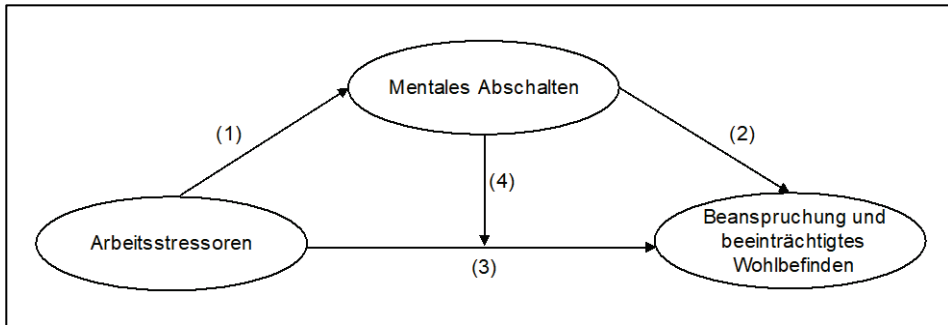 Mentales Abschalten
(1)
(2)
(4)
Arbeitsstressoren
(3)
Beanspruchung und
beeinträchtigtes
Wohlbefinden